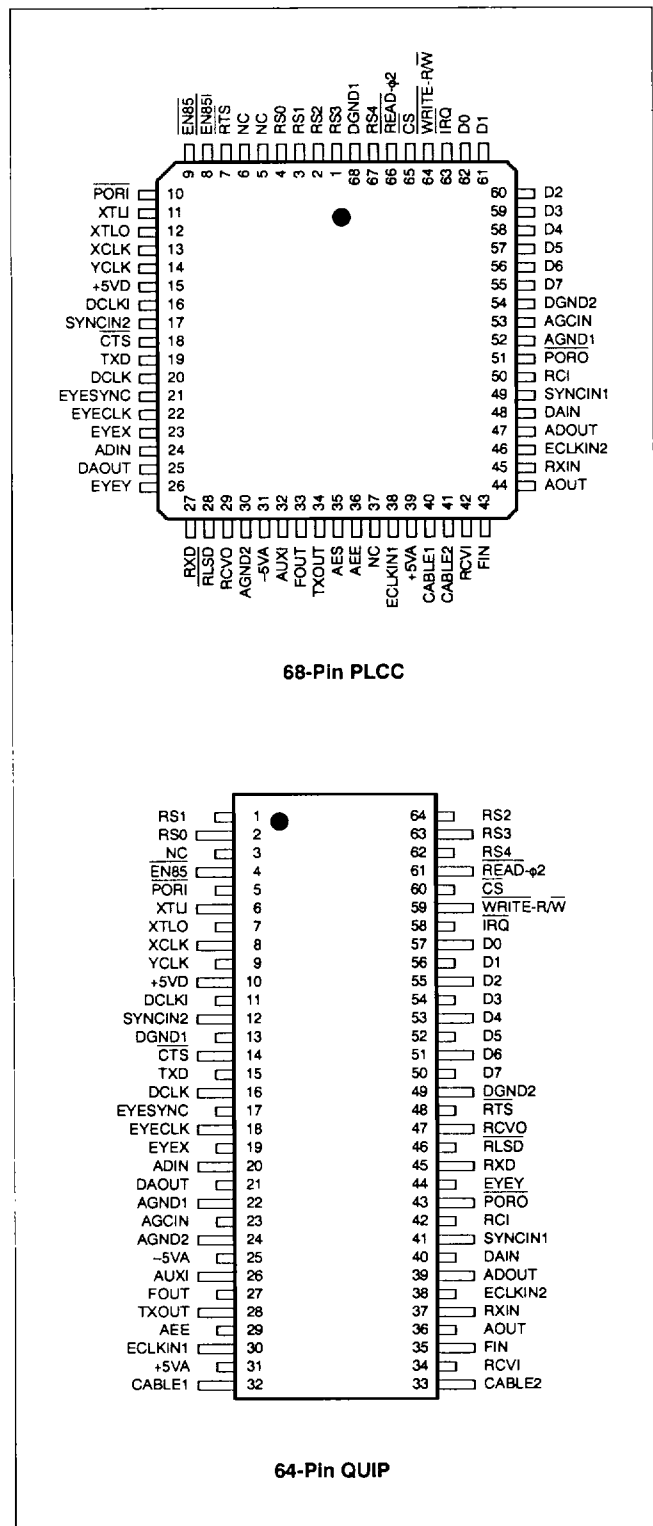 EN85 EN85I RTS NC NC RS0 RS1 RS2 RS3 DGND1 RS4 READ-φ2 CS WRITE-R/W IRQ D0 D1
9 8 7 6 5 4 3 2 1 68 67 66 65 64 63 62 61
PORI 10 60 D2
XTLI 11 59 D3
XTLO 12 58 D4
XCLK 13 57 D5
YCLK 14 56 D6
+5VD 15 55 D7
DCLKI 16 54 DGND2
SYNCIN2 17 53 AGCIN
CTS 18 52 AGND1
TXD 19 51 PORO
DCLK 20 50 RCI
EYESYNC 21 49 SYNCIN1
EYECLK 22 48 DAIN
EYEX 23 47 ADOUT
ADIN 24 46 ECLKIN2
DAOUT 25 45 RXIN
EYEY 26 44 AOUT
27 28 29 30 31 32 33 34 35 36 37 38 39 40 41 42 43
RXD RLSD RCVO AGND2 –5VA AUXI FOUT TXOUT AES AEE NC ECLKIN1 +5VA CABLE1 CABLE2 RCVI FIN
68-Pin PLCC
RS1 1 64 RS2
RS0 2 63 RS3
NC 3 62 RS4
EN85 4 61 READ-φ2
PORI 5 60 CS
XTLI 6 59 WRITE-R/W
XTLO 7 58 IRQ
XCLK 8 57 D0
YCLK 9 56 D1
+5VD 10 55 D2
DCLKI 11 54 D3
SYNCIN2 12 53 D4
DGND1 13 52 D5
CTS 14 51 D6
TXD 15 50 D7
DCLK 16 49 DGND2
EYESYNC 17 48 RTS
EYECLK 18 47 RCVO
EYEX 19 46 RLSD
ADIN 20 45 RXD
DAOUT 21 44 EYEY
AGND1 22 43 PORO
AGCIN 23 42 RCI
AGND2 24 41 SYNCIN1
–5VA 25 40 DAIN
AUXI 26 39 ADOUT
FOUT 27 38 ECLKIN2
TXOUT 28 37 RXIN
AEE 29 36 AOUT
ECLKIN1 30 35 FIN
+5VA 31 34 RCVI
CABLE1 32 33 CABLE2
64-Pin QUIP